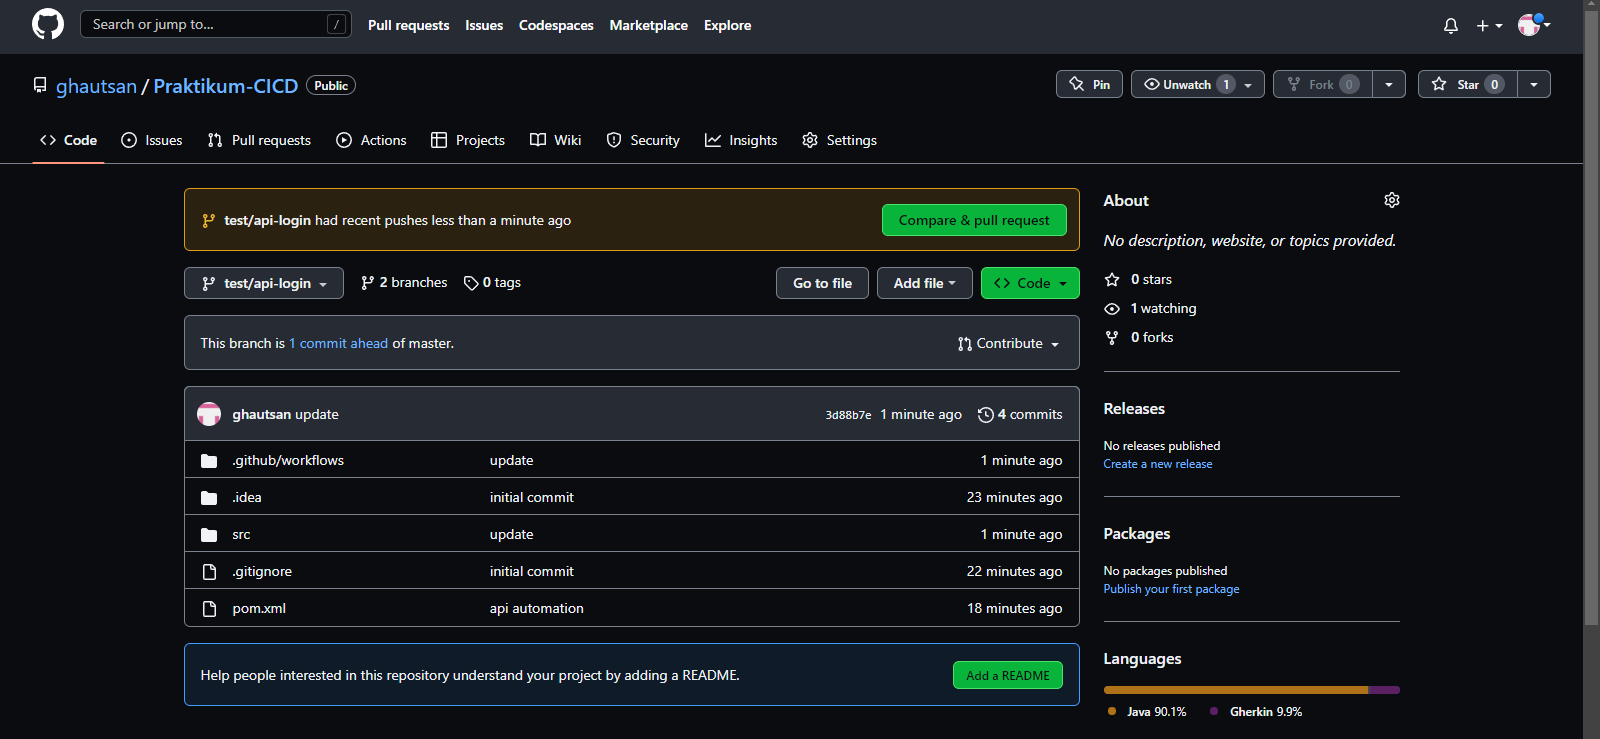 Search or jump to... / Pull requests Issues Codespaces Marketplace Explore
ghautsan / Praktikum-CICD Public Pin Unwatch 1 Fork 0 Star 0
Code Issues Pull requests Actions Projects Wiki Security Insights Settings
test/api-login had recent pushes less than a minute ago Compare & pull request
test/api-login 2 branches 0 tags Go to file Add file Code
This branch is 1 commit ahead of master. Contribute
ghautsan update 3d88b7e 1 minute ago 4 commits
.github/workflows update 1 minute ago
.idea initial commit 23 minutes ago
src update 1 minute ago
.gitignore initial commit 22 minutes ago
pom.xml api automation 18 minutes ago
Help people interested in this repository understand your project by adding a README. Add a README
About
No description, website, or topics provided.
0 stars
1 watching
0 forks
Releases
No releases published
Create a new release
Packages
No packages published
Publish your first package
Languages
Java 90.1% Gherkin 9.9%